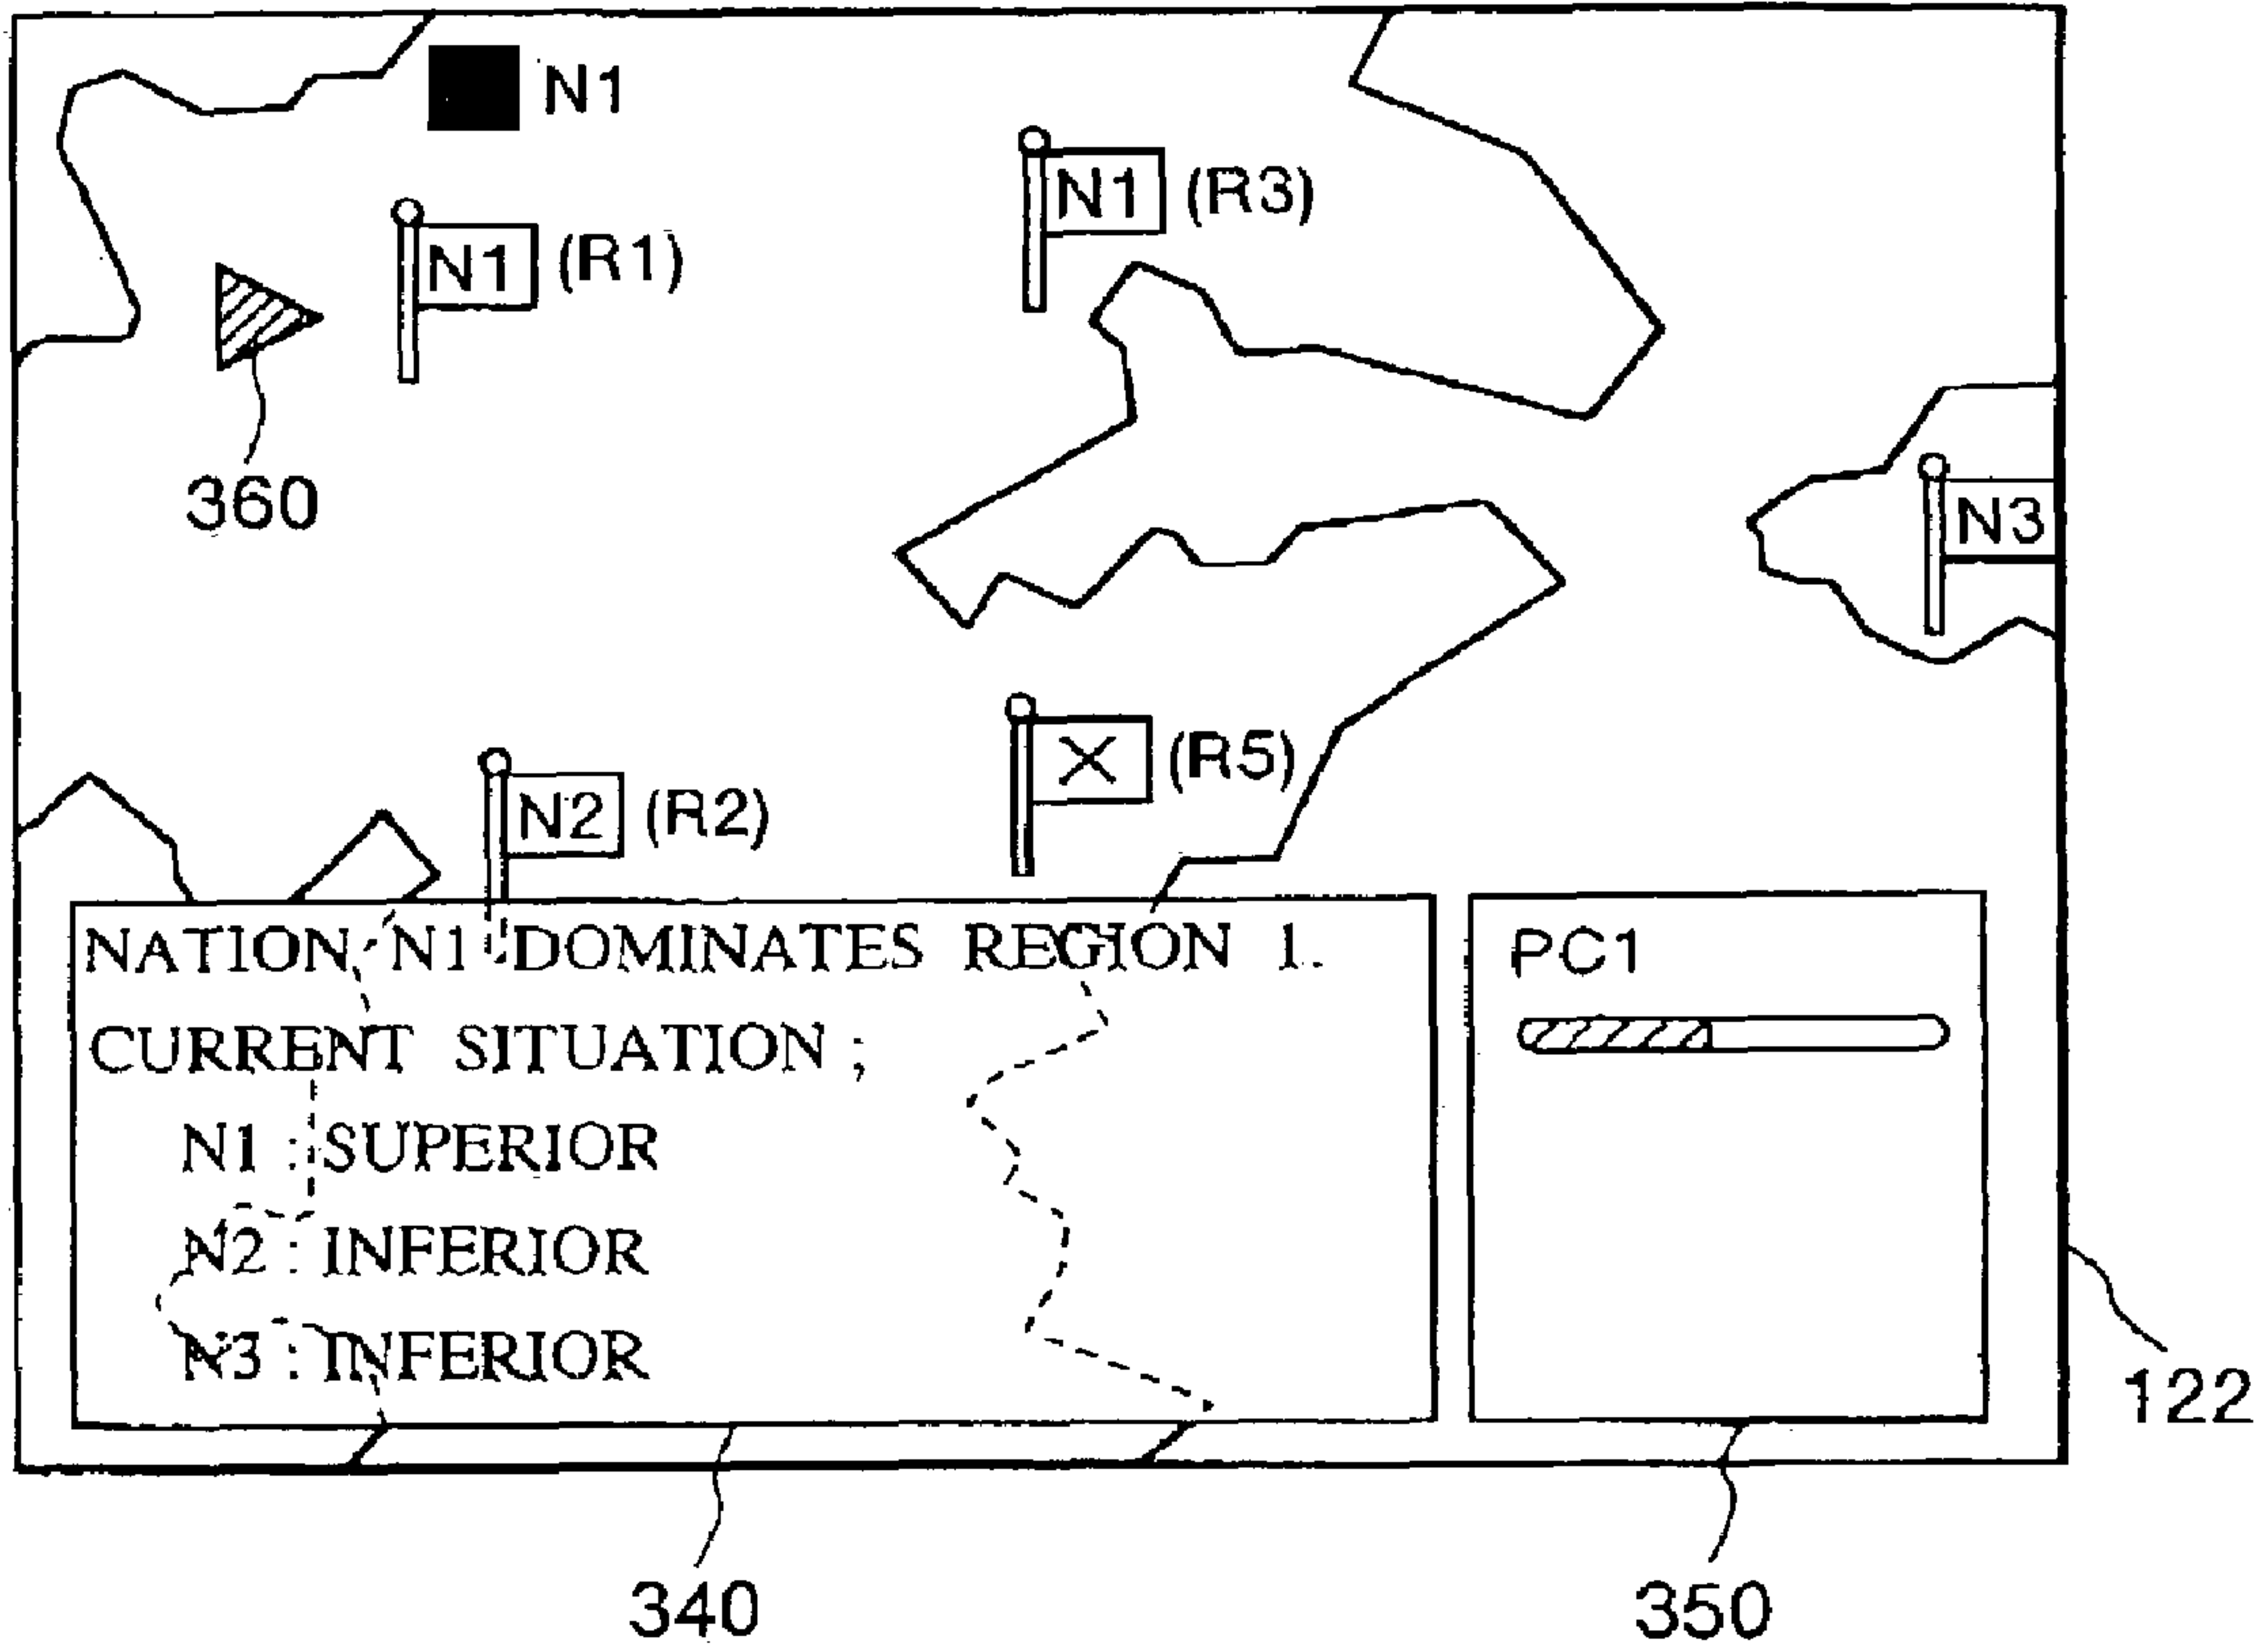 N1
N1 (R3)
N1 (R1)
360
N3
X (R5)
N2 (R2)
NATION N1 DOMINATES REGION 1.
CURRENT SITUATION ;
N1 : SUPERIOR
N2 : INFERIOR
N3 : INFERIOR
PC1
122
340
350